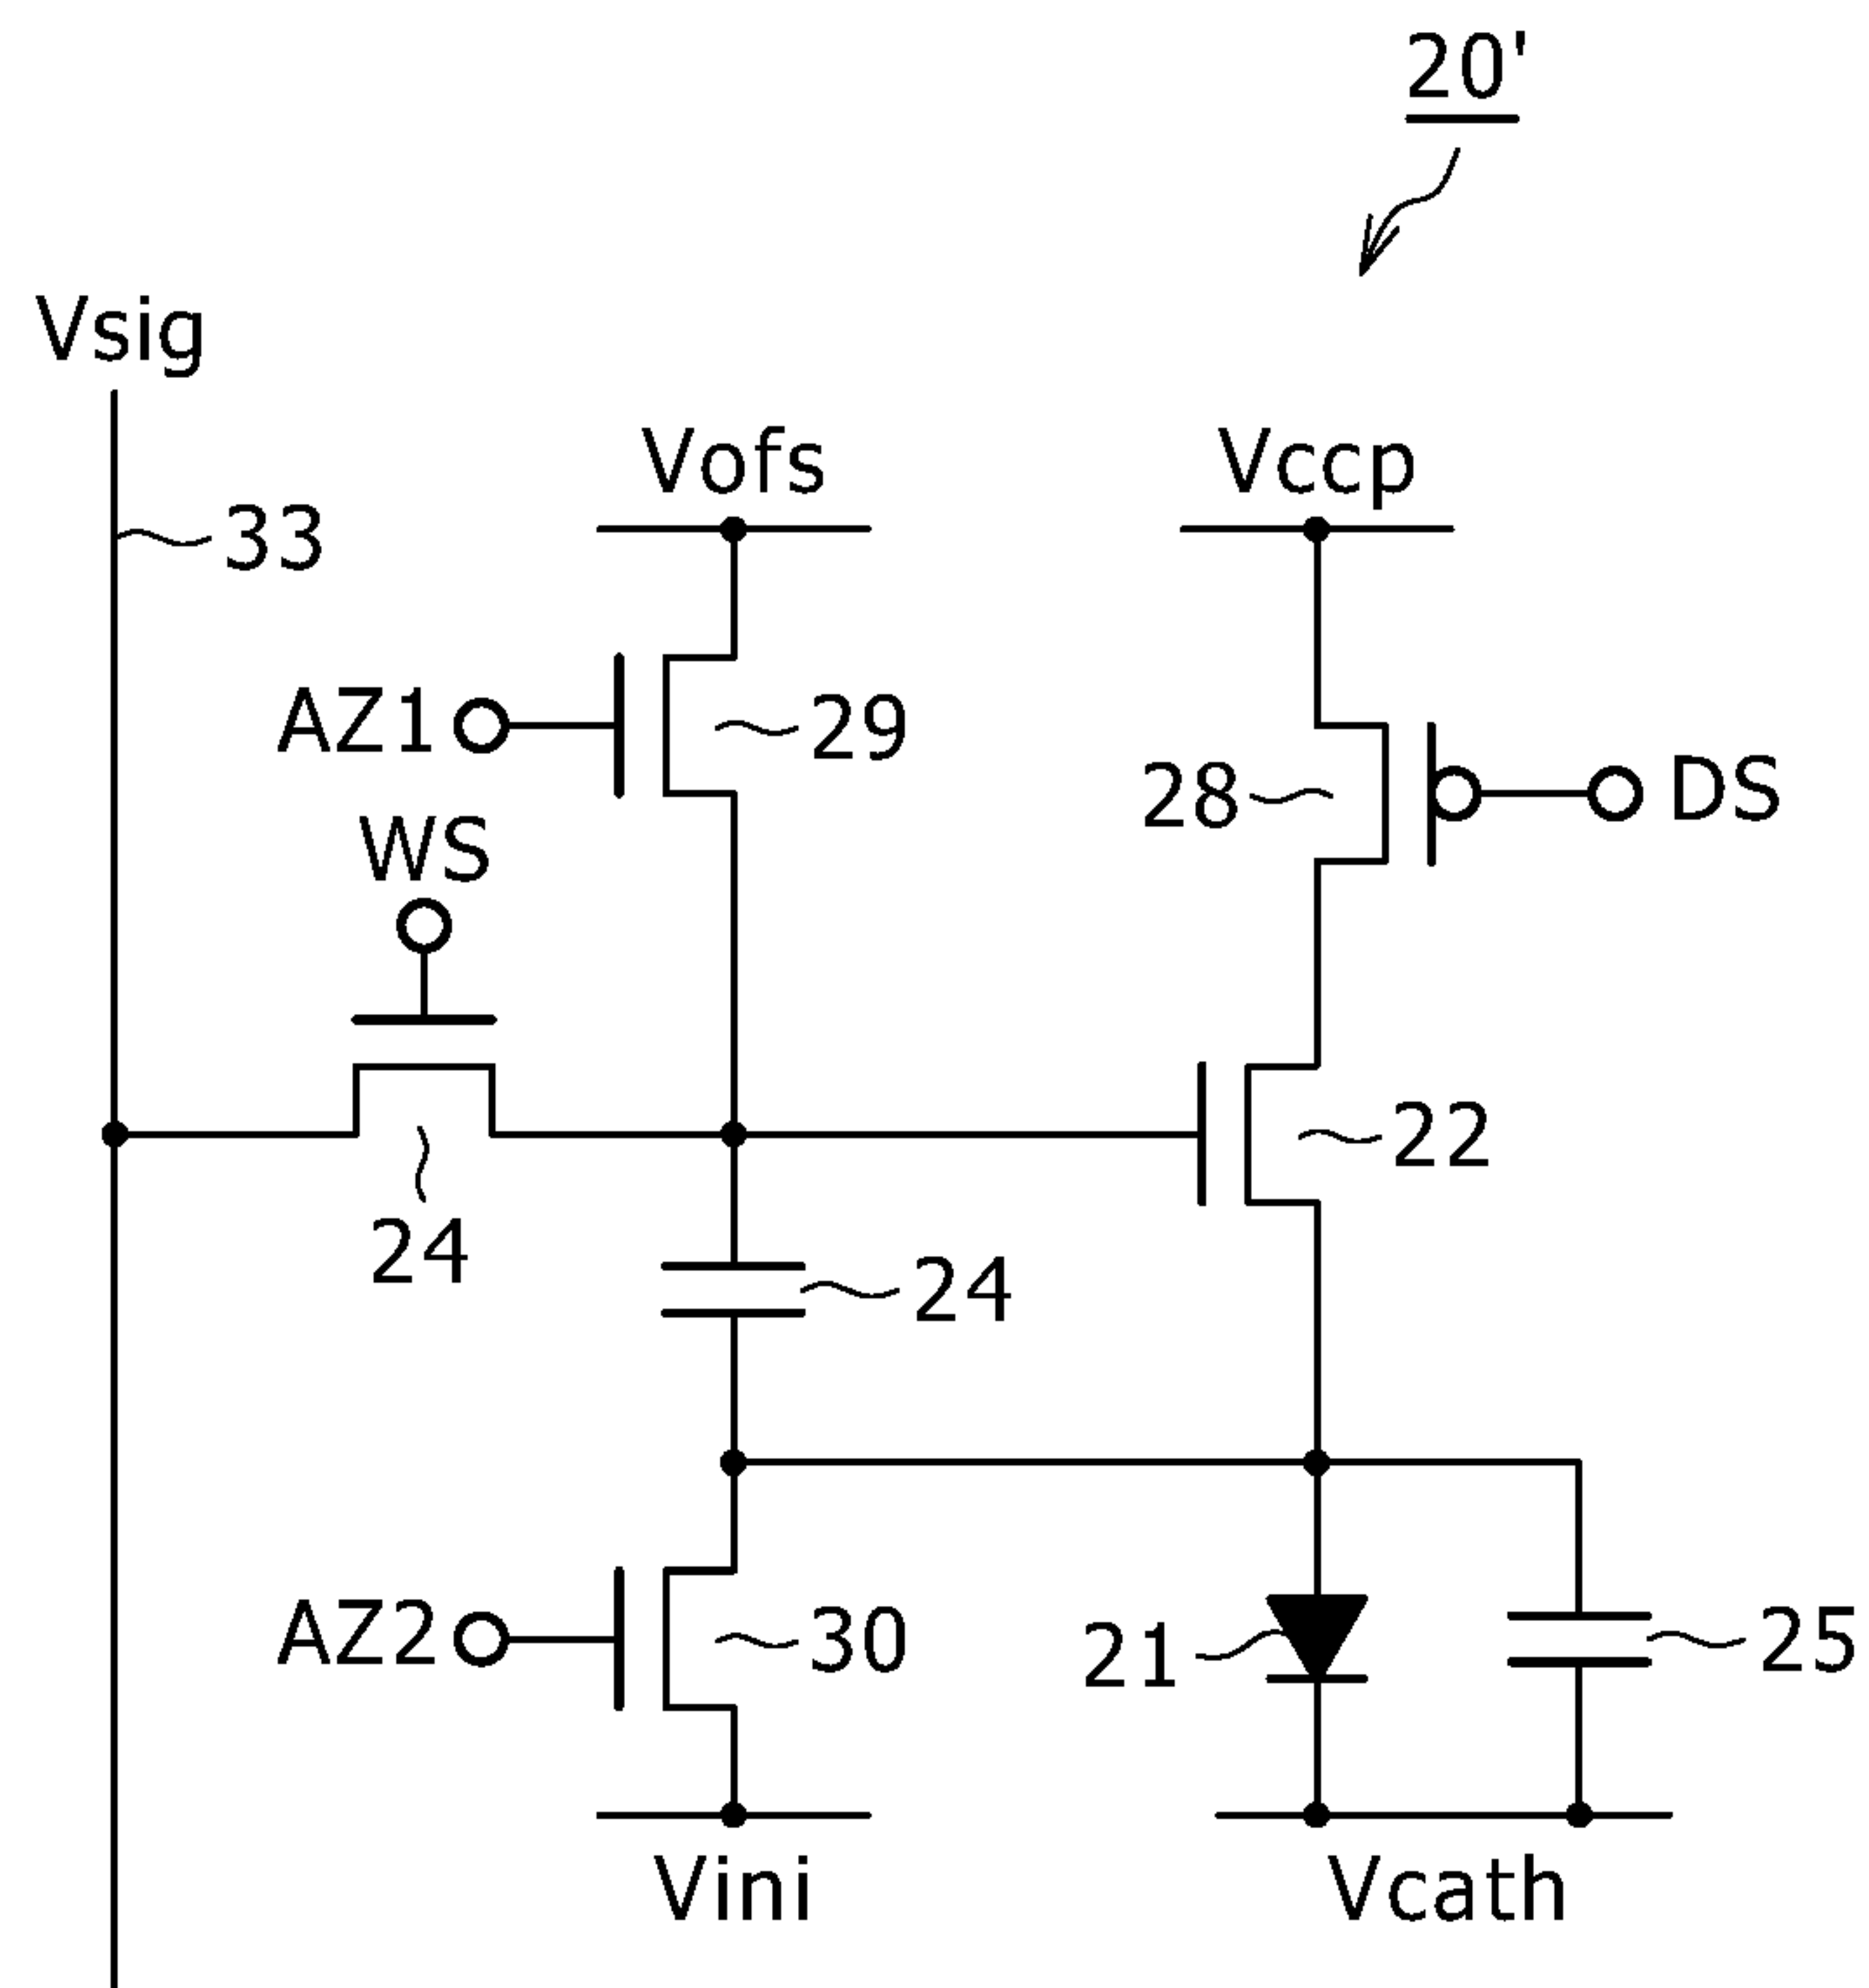 20'
Vsig
Vofs
Vccp
33
AZ1
29
28
DS
WS
22
24
24
AZ2
30
21
25
Vini
Vcath